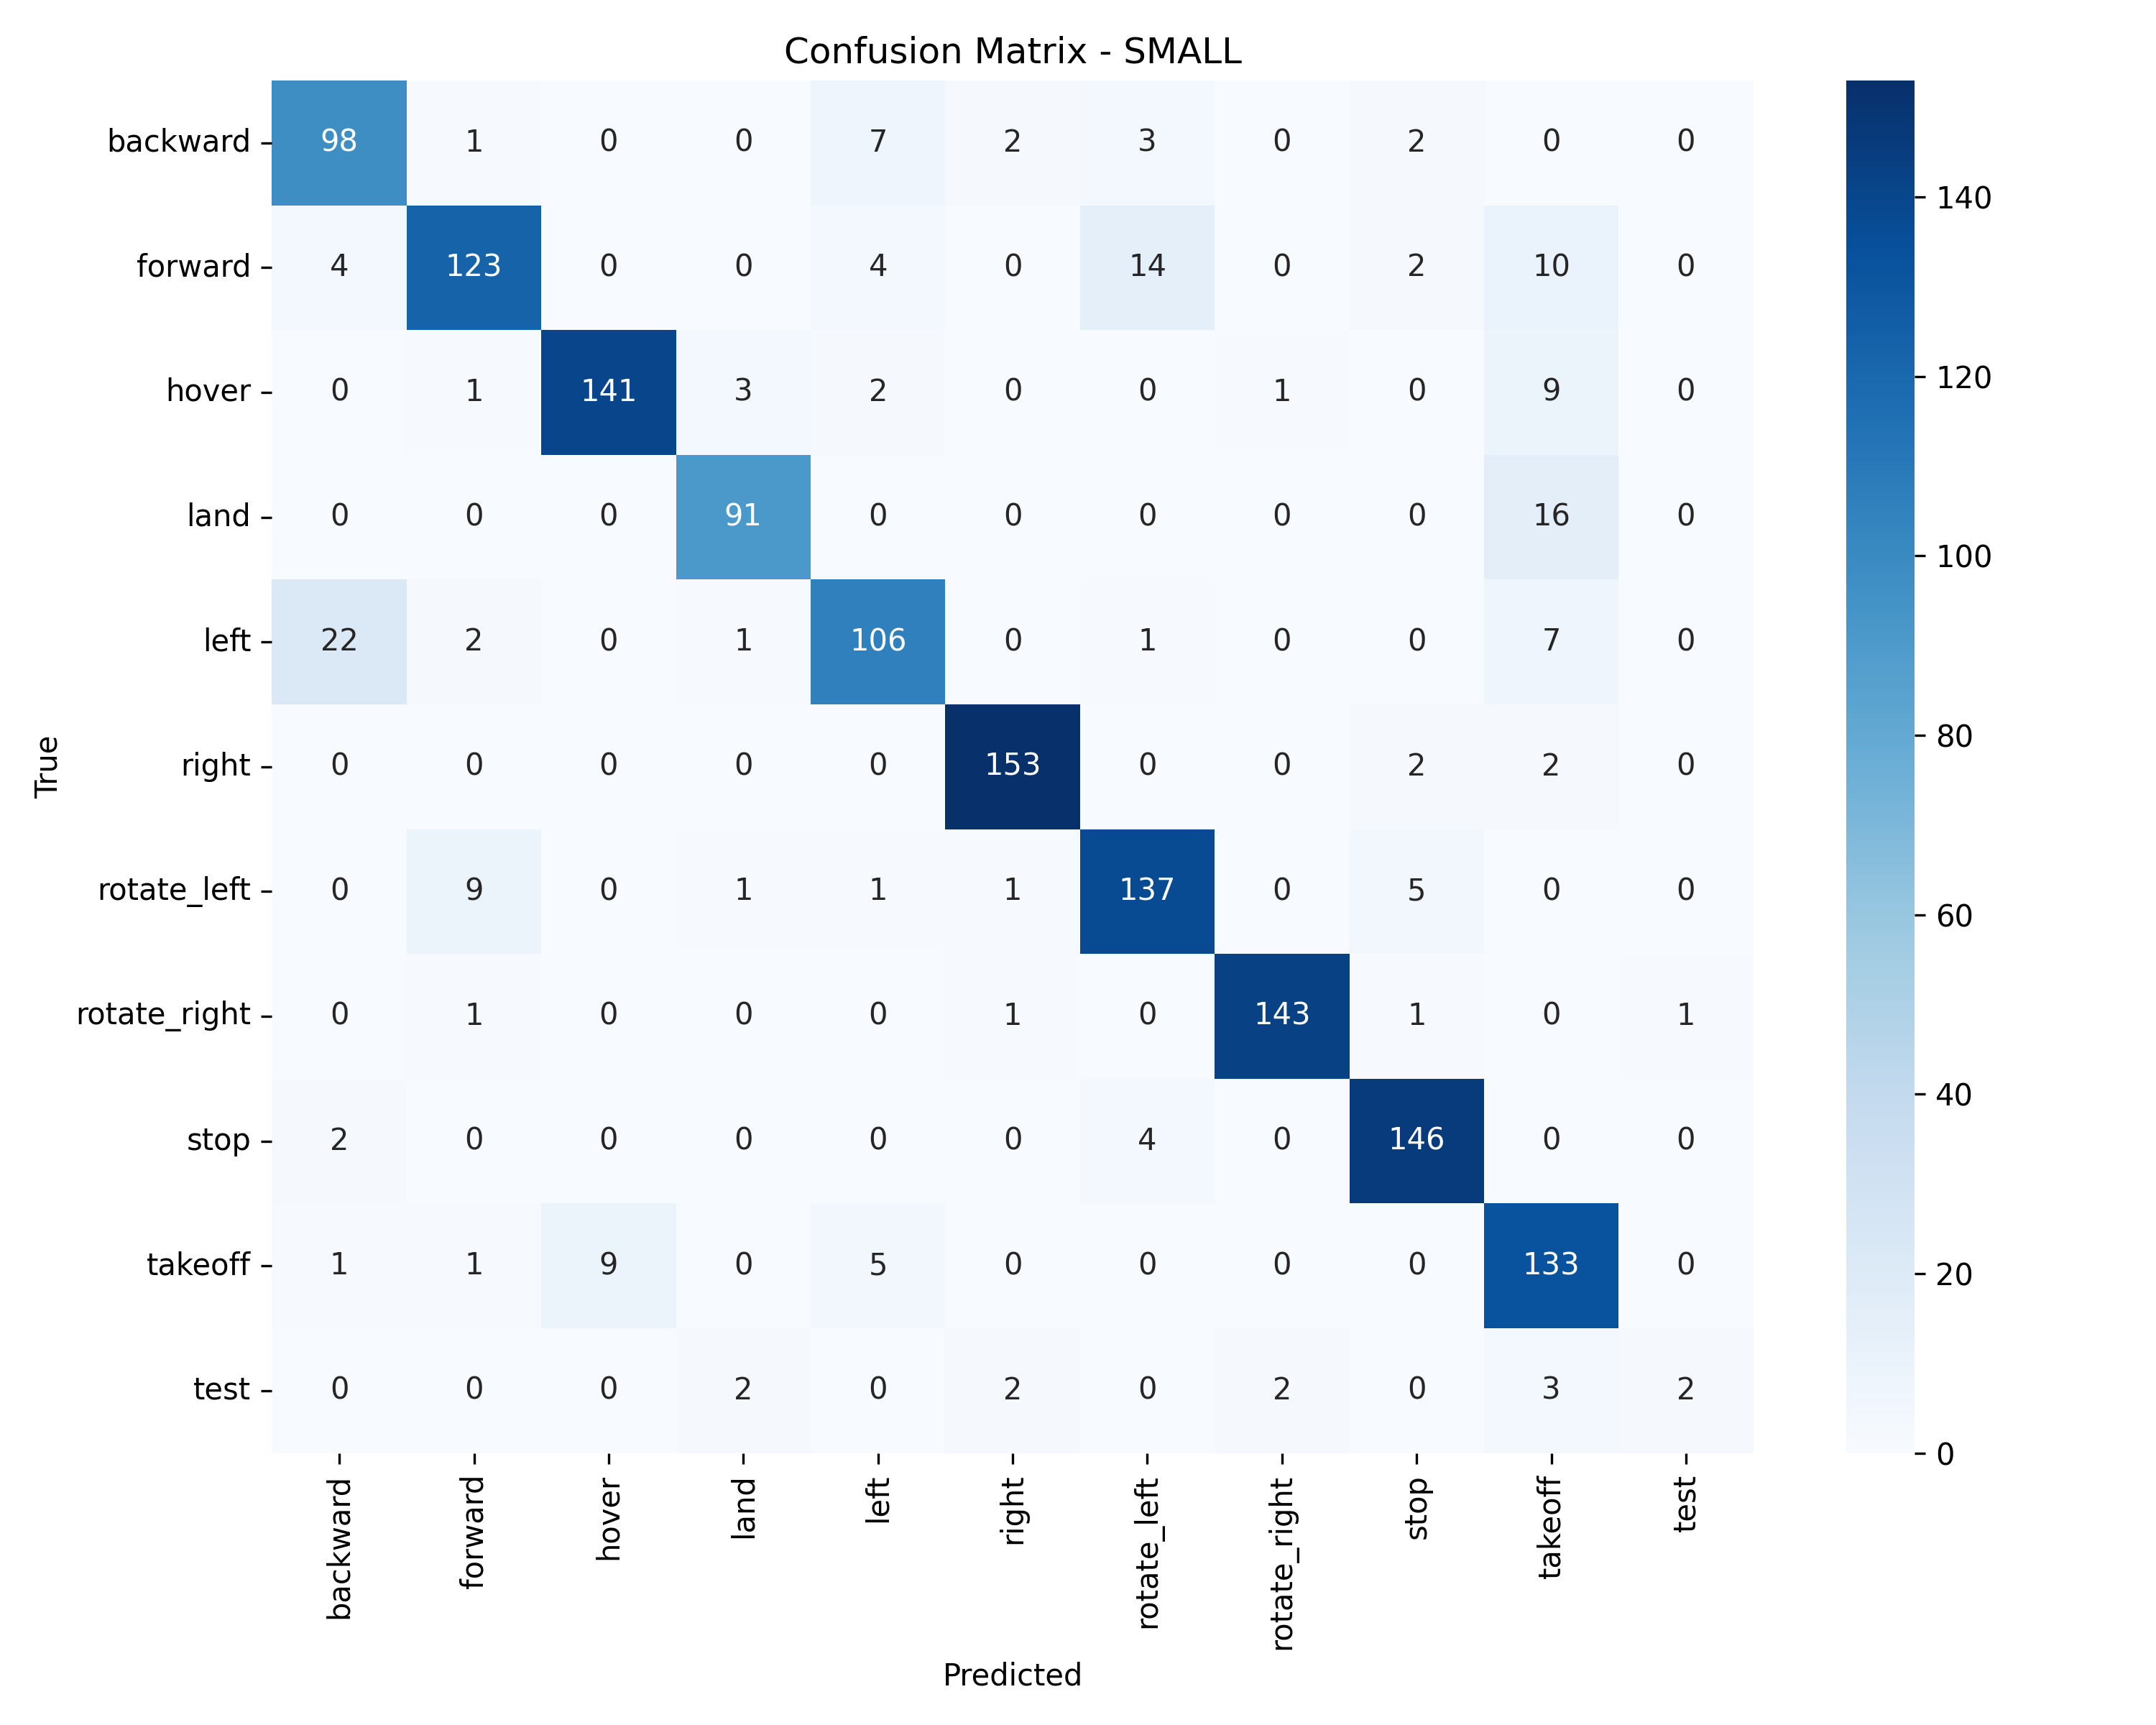 Confusion Matrix - SMALL
backward 98 1 0 0 7 2 3 0 2 0 0
forward 4 123 0 0 4 0 14 0 2 10 0
hover 0 1 141 3 2 0 0 1 0 9 0
land 0 0 0 91 0 0 0 0 0 16 0
left 22 2 0 1 106 0 1 0 0 7 0
right 0 0 0 0 0 153 0 0 2 2 0
rotate_left 0 9 0 1 1 1 137 0 5 0 0
rotate_right 0 1 0 0 0 1 0 143 1 0 1
stop 2 0 0 0 0 0 4 0 146 0 0
takeoff 1 1 9 0 5 0 0 0 0 133 0
test 0 0 0 2 0 2 0 2 0 3 2
True
backward forward hover land left right rotate_left rotate_right stop takeoff test
Predicted
140
120
100
80
60
40
20
0